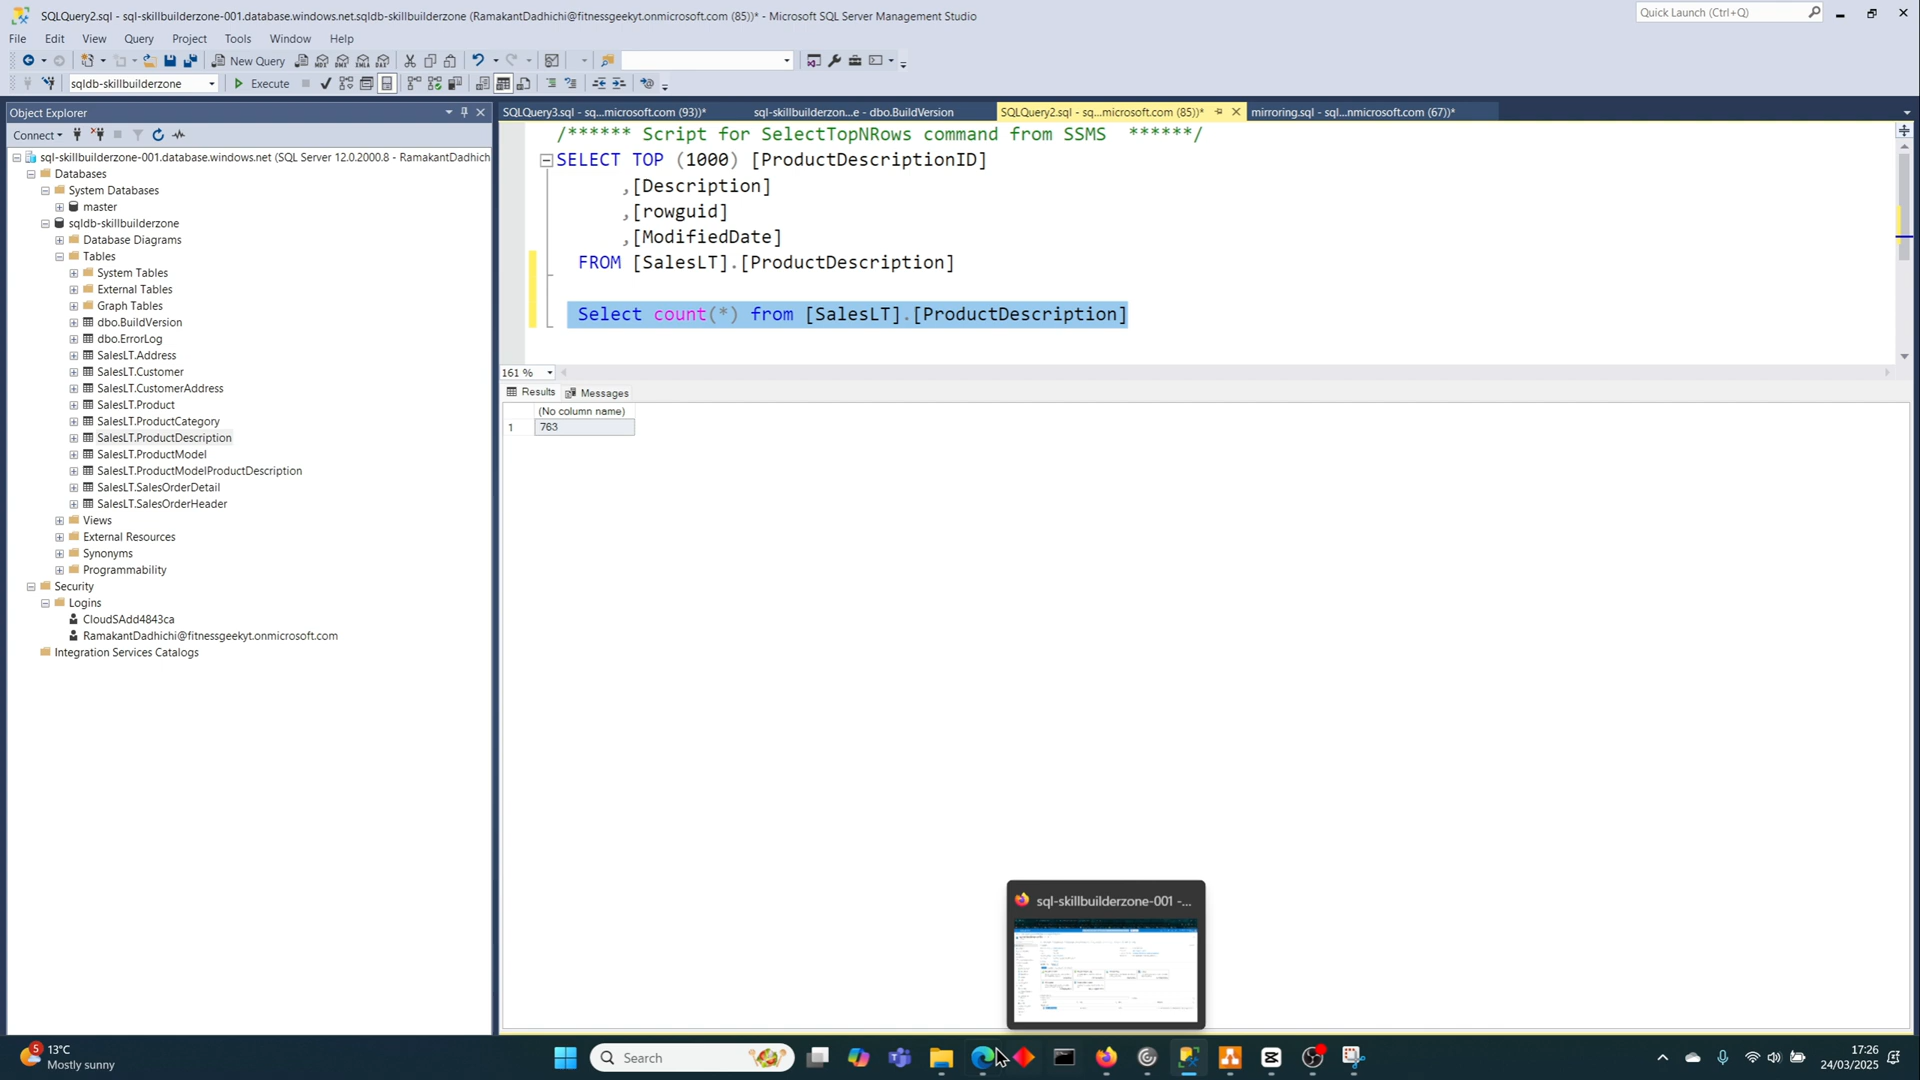 SQLQuery2.sql - sql-skillbuilderzone-001.database.windows.net.sqldb-skillbuilderzone (RamakantDadhichi@fitnessgeekyt.onmicrosoft.com (85))* - Microsoft SQL Server Management Studio
Quick Launch (Ctrl+Q)
File Edit View Query Project Tools Window Help
New Query
sqldb-skillbuilderzone
Execute
Object Explorer
Connect
sql-skillbuilderzone-001.database.windows.net (SQL Server 12.0.2000.8 - RamakantDadhich
Databases
System Databases
master
sqldb-skillbuilderzone
Database Diagrams
Tables
System Tables
External Tables
Graph Tables
dbo.BuildVersion
dbo.ErrorLog
SalesLT.Address
SalesLT.Customer
SalesLT.CustomerAddress
SalesLT.Product
SalesLT.ProductCategory
SalesLT.ProductDescription
SalesLT.ProductModel
SalesLT.ProductModelProductDescription
SalesLT.SalesOrderDetail
SalesLT.SalesOrderHeader
Views
External Resources
Synonyms
Programmability
Security
Logins
CloudSAdd4843ca
RamakantDadhichi@fitnessgeekyt.onmicrosoft.com
Integration Services Catalogs
SQLQuery3.sql - sq...microsoft.com (93))* sql-skillbuilderzon...e - dbo.BuildVersion SQLQuery2.sql - sq...microsoft.com (85))* mirroring.sql - sql...nmicrosoft.com (67))*
/****** Script for SelectTopNRows command from SSMS ******/
SELECT TOP (1000) [ProductDescriptionID]
,[Description]
,[rowguid]
,[ModifiedDate]
FROM [SalesLT].[ProductDescription]
Select count(*) from [SalesLT].[ProductDescription]
161 %
Results Messages
(No column name)
1 763
sql-skillbuilderzone-001 -...
5
13°C
Mostly sunny
Search
17:26
24/03/2025